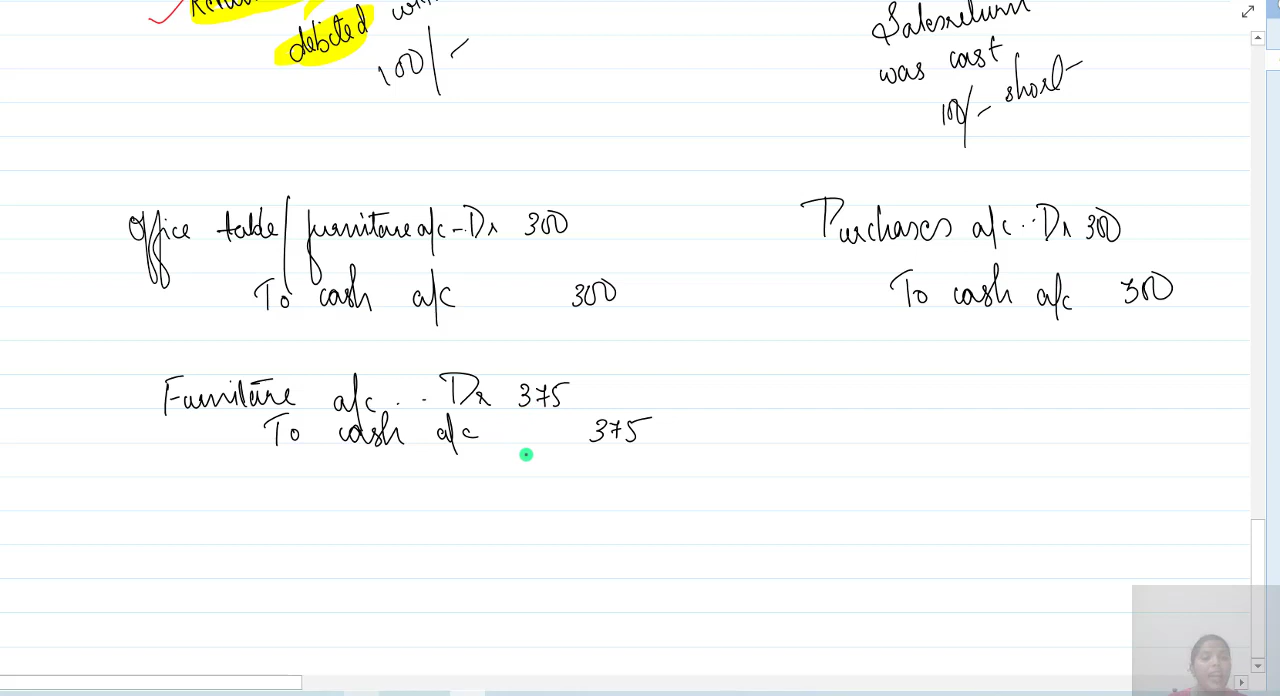 debited
100/-
Salesreturn
was cast
100/- short
Office table/furniture a/c - Dr 300
To cash a/c 300
Purchases a/c .. Dr 300
To cash a/c 300
Furniture a/c .. Dr 375
To cash a/c 375